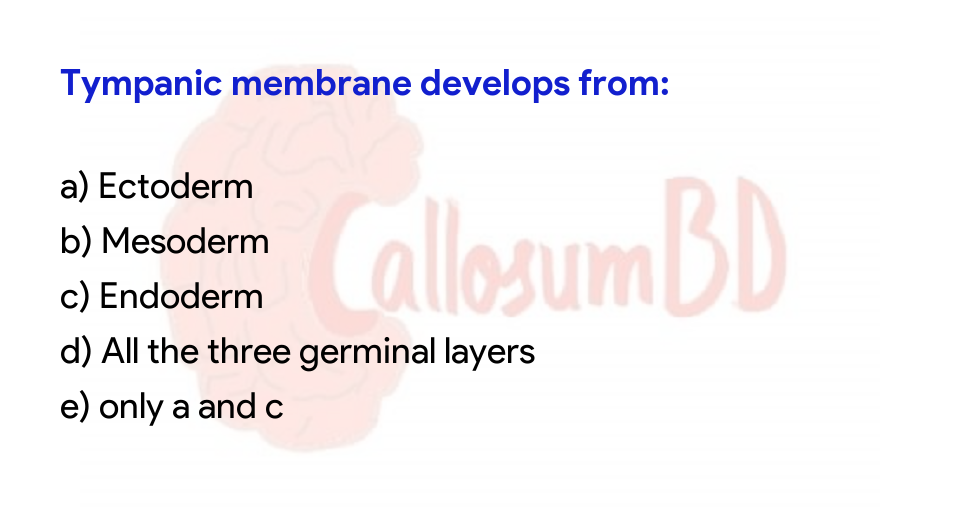 Tympanic membrane develops from:
a) Ectoderm
b) Mesoderm
c) Endoderm
d) All the three germinal layers
e) only a and c
CallosumBD